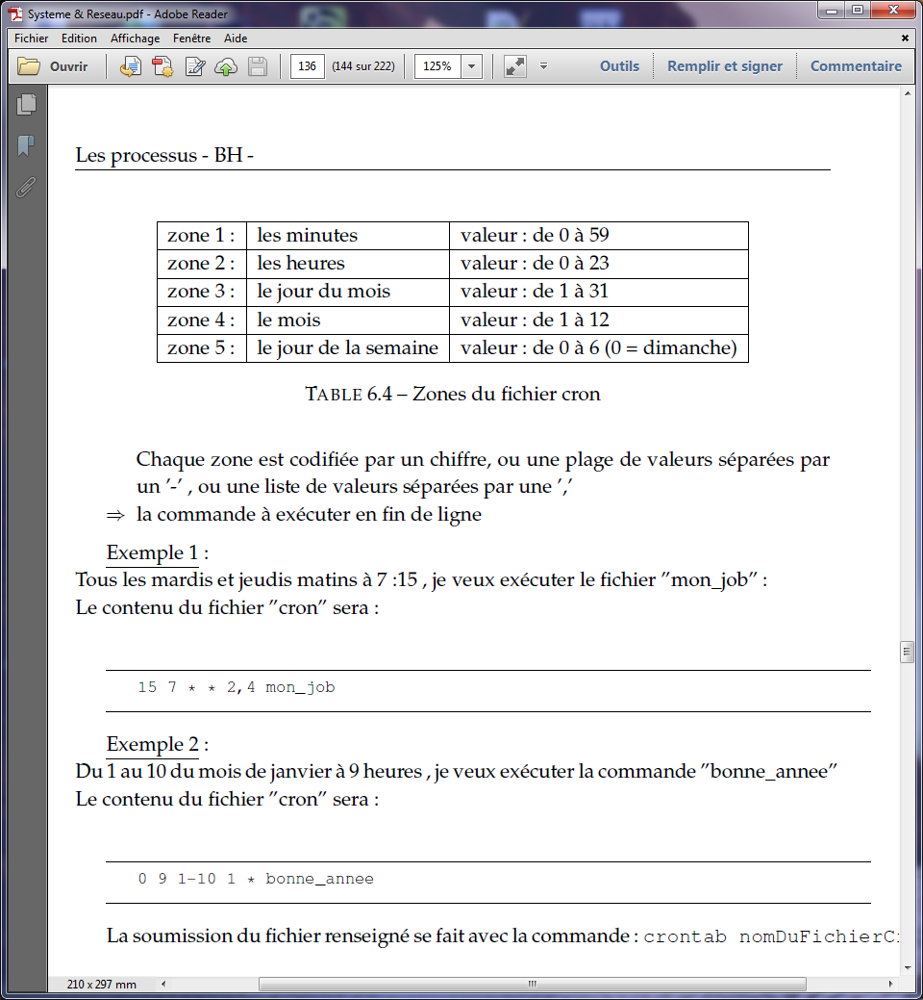 Systeme & Reseau.pdf - Adobe Reader
Fichier Edition Affichage Fenêtre Aide
Ouvrir 136 (144 sur 222) 125% Outils Remplir et signer Commentaire
Les processus - BH -
zone 1 : les minutes valeur : de 0 à 59
zone 2 : les heures valeur : de 0 à 23
zone 3 : le jour du mois valeur : de 1 à 31
zone 4 : le mois valeur : de 1 à 12
zone 5 : le jour de la semaine valeur : de 0 à 6 (0 = dimanche)
TABLE 6.4 – Zones du fichier cron
Chaque zone est codifiée par un chiffre, ou une plage de valeurs séparées par
un ’-’ , ou une liste de valeurs séparées par une ’,’
⇒ la commande à exécuter en fin de ligne
Exemple 1 :
Tous les mardis et jeudis matins à 7 :15 , je veux exécuter le fichier ”mon_job” :
Le contenu du fichier ”cron” sera :
15 7 * * 2,4 mon_job
Exemple 2 :
Du 1 au 10 du mois de janvier à 9 heures , je veux exécuter la commande ”bonne_annee”
Le contenu du fichier ”cron” sera :
0 9 1-10 1 * bonne_annee
La soumission du fichier renseigné se fait avec la commande : crontab nomDuFichierC
210 x 297 mm